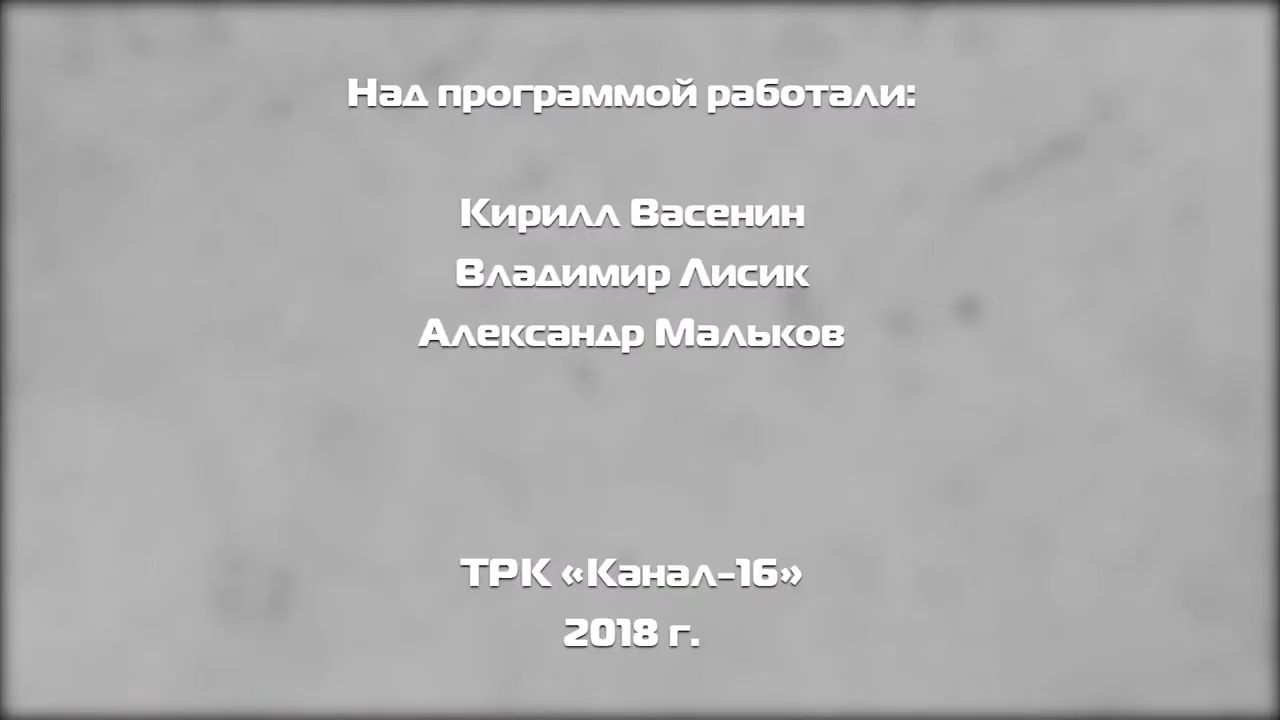 Над программой работали:
Кирилл Васенин
Владимир Лисик
Александр Мальков
ТРК «Канал-16»
2018 г.